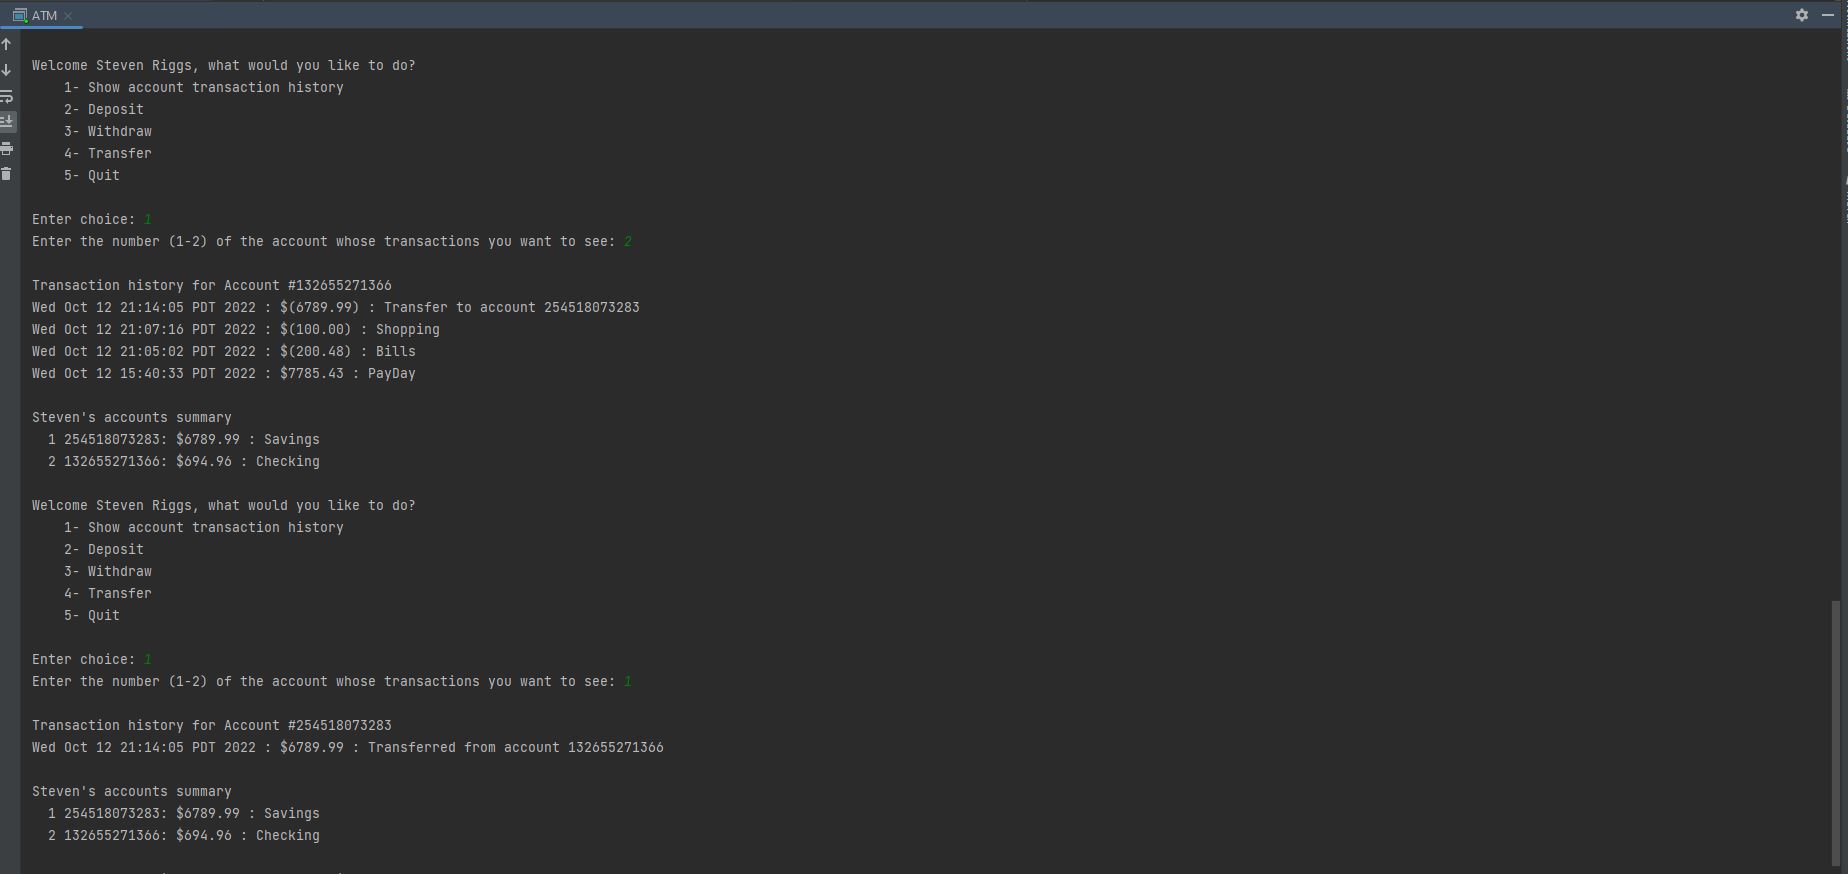 ATM
Welcome Steven Riggs, what would you like to do?
1- Show account transaction history
2- Deposit
3- Withdraw
4- Transfer
5- Quit
Enter choice: 1
Enter the number (1-2) of the account whose transactions you want to see: 2
Transaction history for Account #132655271366
Wed Oct 12 21:14:05 PDT 2022 : $(6789.99) : Transfer to account 254518073283
Wed Oct 12 21:07:16 PDT 2022 : $(100.00) : Shopping
Wed Oct 12 21:05:02 PDT 2022 : $(200.48) : Bills
Wed Oct 12 15:40:33 PDT 2022 : $7785.43 : PayDay
Steven's accounts summary
1 254518073283: $6789.99 : Savings
2 132655271366: $694.96 : Checking
Welcome Steven Riggs, what would you like to do?
1- Show account transaction history
2- Deposit
3- Withdraw
4- Transfer
5- Quit
Enter choice: 1
Enter the number (1-2) of the account whose transactions you want to see: 1
Transaction history for Account #254518073283
Wed Oct 12 21:14:05 PDT 2022 : $6789.99 : Transferred from account 132655271366
Steven's accounts summary
1 254518073283: $6789.99 : Savings
2 132655271366: $694.96 : Checking